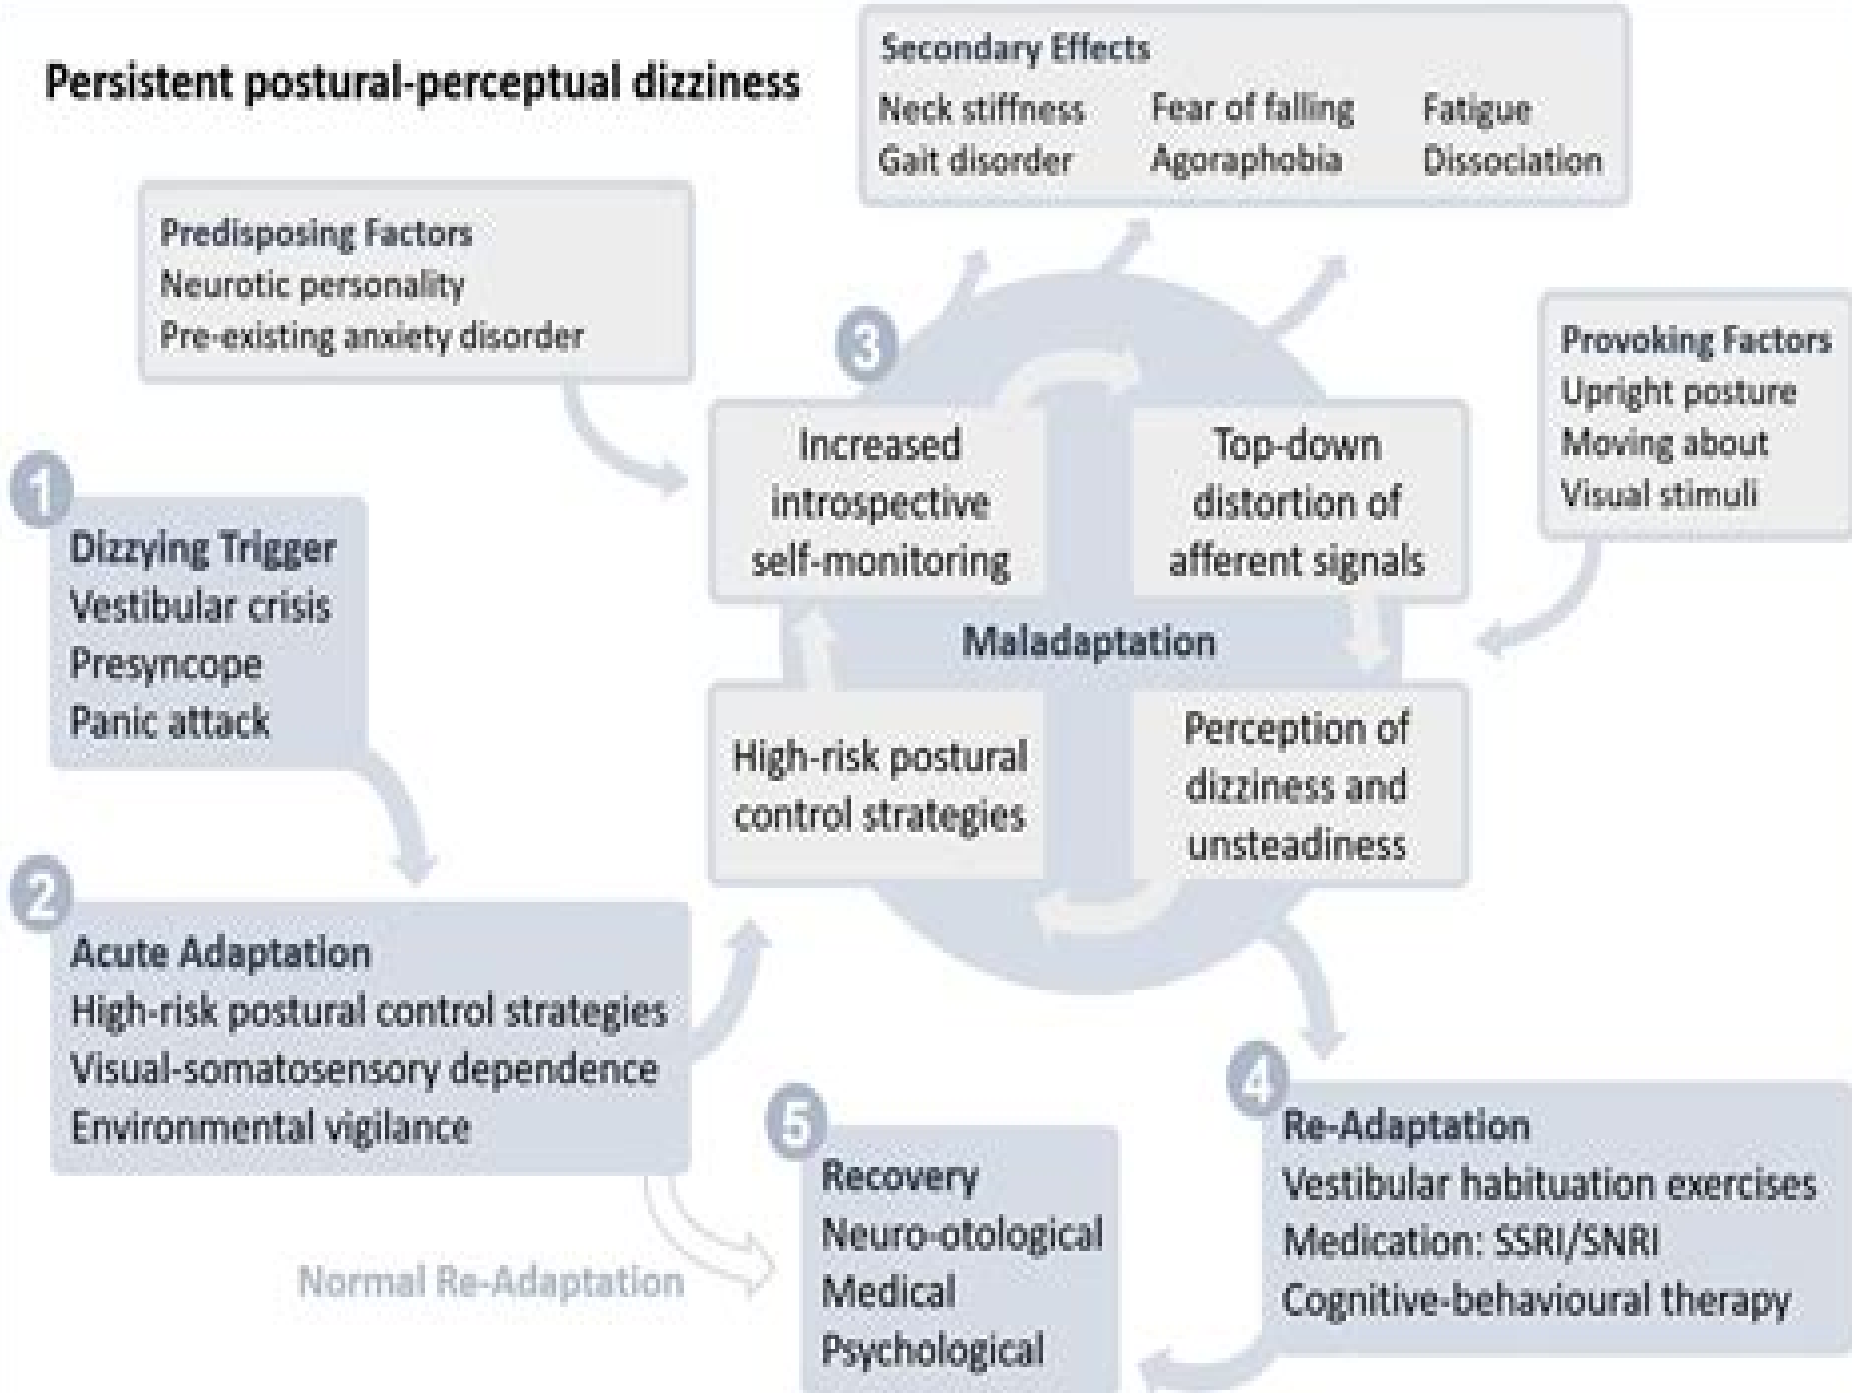 Persistent postural-perceptual dizziness
Secondary Effects
Neck stiffness Fear of falling Fatigue
Gait disorder Agoraphobia Dissociation
Predisposing Factors
Neurotic personality
Pre-existing anxiety disorder
Provoking Factors
Upright posture
Moving about
Visual stimuli
1
Dizzying Trigger
Vestibular crisis
Presyncope
Panic attack
2
Acute Adaptation
High-risk postural control strategies
Visual-somatosensory dependence
Environmental vigilance
Normal Re-Adaptation
3
Increased
introspective
self-monitoring
Top-down
distortion of
afferent signals
Maladaptation
High-risk postural
control strategies
Perception of
dizziness and
unsteadiness
4
Re-Adaptation
Vestibular habituation exercises
Medication: SSRI/SNRI
Cognitive-behavioural therapy
5
Recovery
Neuro-otological
Medical
Psychological